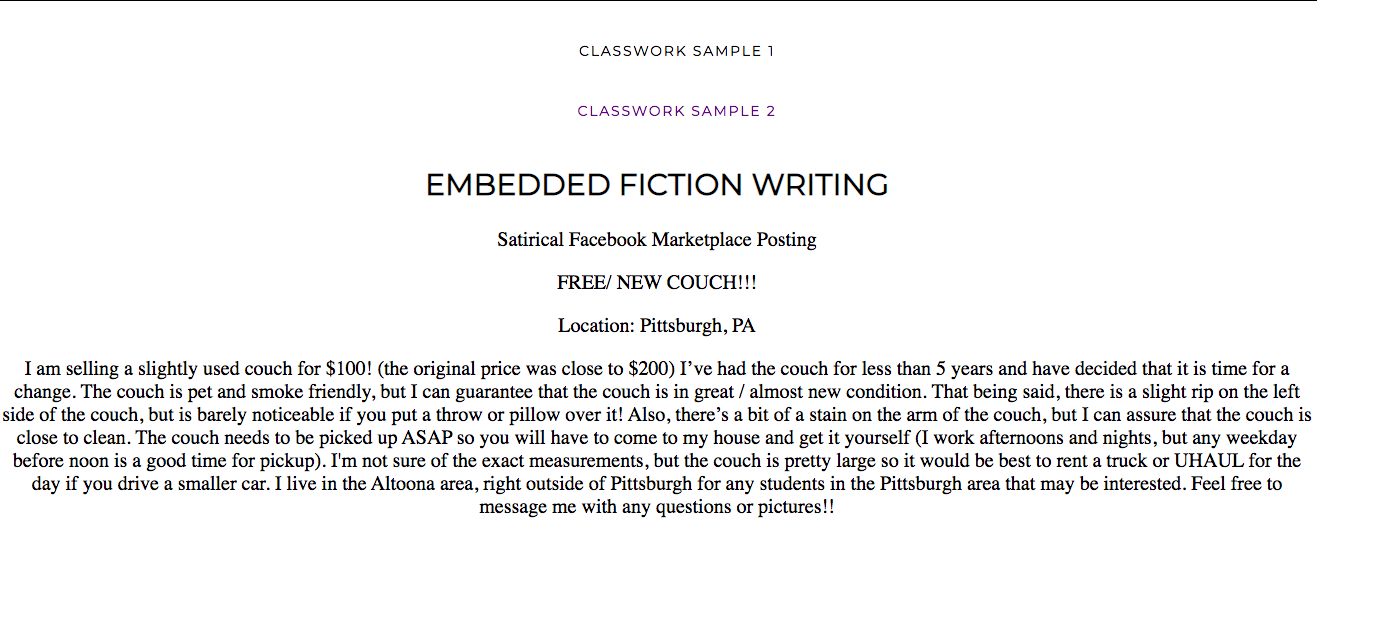 CLASSWORK SAMPLE 1
CLASSWORK SAMPLE 2
EMBEDDED FICTION WRITING
Satirical Facebook Marketplace Posting
FREE/ NEW COUCH!!!
Location: Pittsburgh, PA
I am selling a slightly used couch for $100! (the original price was close to $200) I’ve had the couch for less than 5 years and have decided that it is time for a
change. The couch is pet and smoke friendly, but I can guarantee that the couch is in great / almost new condition. That being said, there is a slight rip on the left
side of the couch, but is barely noticeable if you put a throw or pillow over it! Also, there’s a bit of a stain on the arm of the couch, but I can assure that the couch is
close to clean. The couch needs to be picked up ASAP so you will have to come to my house and get it yourself (I work afternoons and nights, but any weekday
before noon is a good time for pickup). I'm not sure of the exact measurements, but the couch is pretty large so it would be best to rent a truck or UHAUL for the
day if you drive a smaller car. I live in the Altoona area, right outside of Pittsburgh for any students in the Pittsburgh area that may be interested. Feel free to
message me with any questions or pictures!!